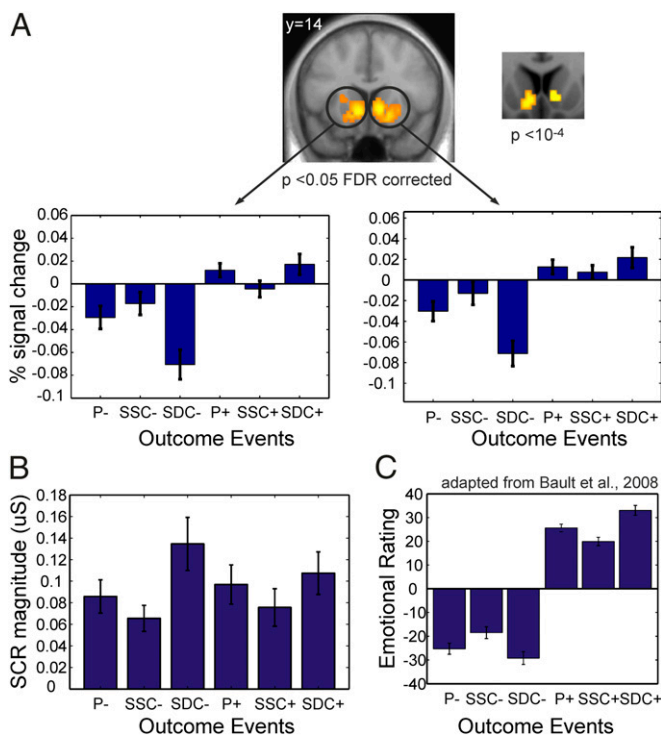 A
y=14
p <10-4
p <0.05 FDR corrected
% signal change
0.06
0.04
0.02
0
-0.02
-0.04
-0.06
-0.08
-0.1
P- SSC- SDC- P+ SSC+ SDC+
Outcome Events
0.06
0.04
0.02
0
-0.02
-0.04
-0.06
-0.08
-0.1
P- SSC- SDC- P+ SSC+ SDC+
Outcome Events
B
SCR magnitude (uS)
0.18
0.16
0.14
0.12
0.1
0.08
0.06
0.04
0.02
0
P- SSC- SDC- P+ SSC+ SDC+
Outcome Events
C
adapted from Bault et al., 2008
Emotional Rating
40
30
20
10
0
-10
-20
-30
-40
P- SSC- SDC- P+ SSC+ SDC+
Outcome Events